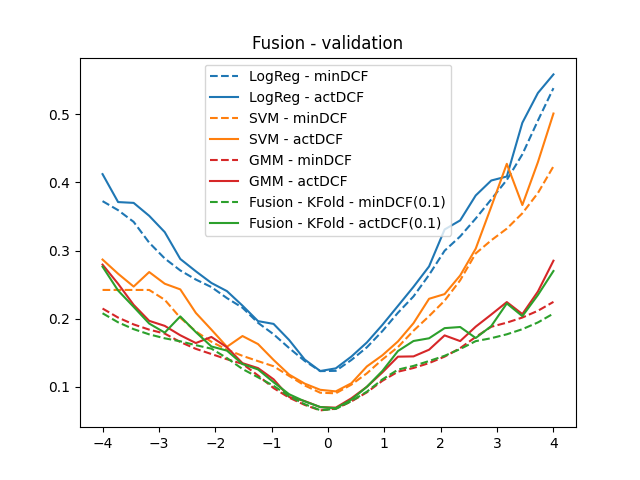 Fusion - validation
LogReg - minDCF
LogReg - actDCF
SVM - minDCF
SVM - actDCF
GMM - minDCF
GMM - actDCF
Fusion - KFold - minDCF(0.1)
Fusion - KFold - actDCF(0.1)
0.5
0.4
0.3
0.2
0.1
−4 −3 −2 −1 0 1 2 3 4